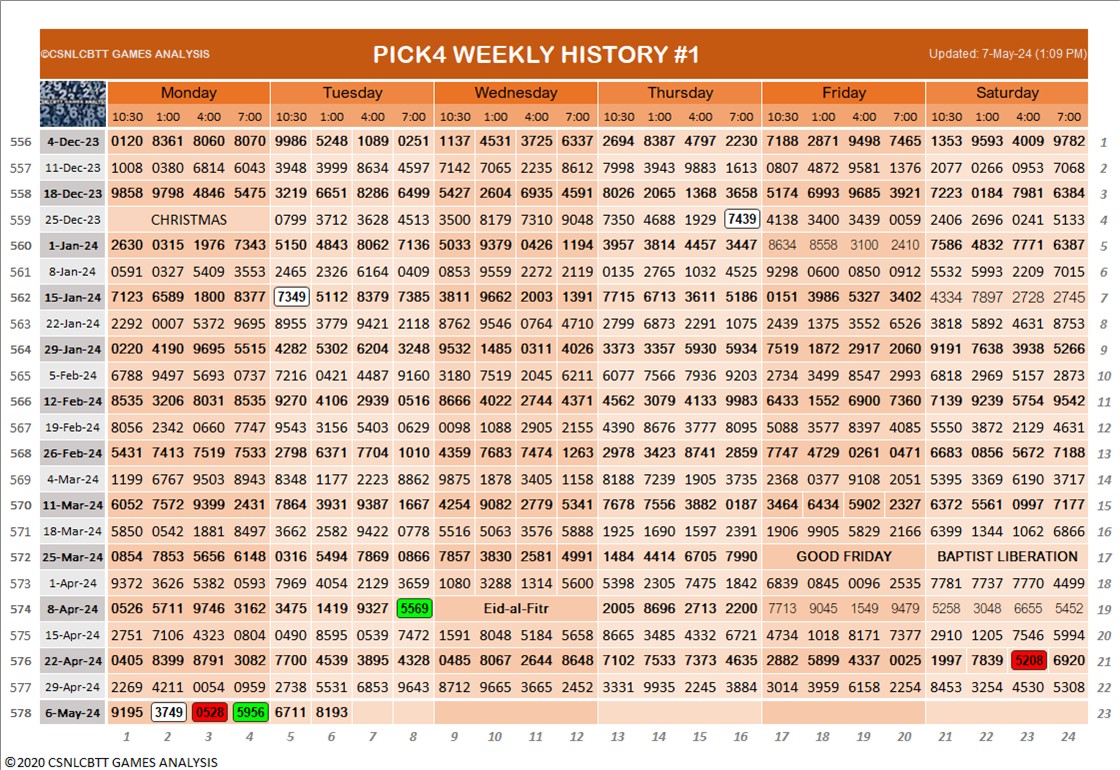 ©CSNLCBTT GAMES ANALYSIS PICK4 WEEKLY HISTORY #1 Updated: 7-May-24 (1:09 PM)
Monday Tuesday Wednesday Thursday Friday Saturday
10:30 1:00 4:00 7:00 10:30 1:00 4:00 7:00 10:30 1:00 4:00 7:00 10:30 1:00 4:00 7:00 10:30 1:00 4:00 7:00 10:30 1:00 4:00 7:00
556 4-Dec-23 0120 8361 8060 8070 9986 5248 1089 0251 1137 4531 3725 6337 2694 8387 4797 2230 7188 2871 9498 7465 1353 9593 4009 9782 1
557 11-Dec-23 1008 0380 6814 6043 3948 3999 8634 4597 7142 7065 2235 8612 7998 3943 9883 1613 0807 4872 9581 1376 2077 0266 0953 7068 2
558 18-Dec-23 9858 9798 4846 5475 3219 6651 8286 6499 5427 2604 6935 4591 8026 2065 1368 3658 5174 6993 9685 3921 7223 0184 7981 6384 3
559 25-Dec-23 CHRISTMAS 0799 3712 3628 4513 3500 8179 7310 9048 7350 4688 1929 7439 4138 3400 3439 0059 2406 2696 0241 5133 4
560 1-Jan-24 2630 0315 1976 7343 5150 4843 8062 7136 5033 9379 0426 1194 3957 3814 4457 3447 8634 8558 3100 2410 7586 4832 7771 6387 5
561 8-Jan-24 0591 0327 5409 3553 2465 2326 6164 0409 0853 9559 2272 2119 0135 2765 1032 4525 9298 0600 0850 0912 5532 5993 2209 7015 6
562 15-Jan-24 7123 6589 1800 8377 7349 5112 8379 7385 3811 9662 2003 1391 7715 6713 3611 5186 0151 3986 5327 3402 4334 7897 2728 2745 7
563 22-Jan-24 2292 0007 5372 9695 8955 3779 9421 2118 8762 9546 0764 4710 2799 6873 2291 1075 2439 1375 3552 6526 3818 5892 4631 8753 8
564 29-Jan-24 0220 4190 9695 5515 4282 5302 6204 3248 9532 1485 0311 4026 3373 3357 5930 5934 7519 1872 2917 2060 9191 7638 3938 5266 9
565 5-Feb-24 6788 9497 5693 0737 7216 0421 4487 9160 3180 7519 2045 6211 6077 7566 7936 9203 2734 3499 8547 2993 6818 2969 5157 2873 10
566 12-Feb-24 8535 3206 8031 8535 9270 4106 2939 0516 8666 4022 2744 4371 4562 3079 4133 9983 6433 1552 6900 7360 7139 9239 5754 9542 11
567 19-Feb-24 8056 2342 0660 7747 9543 3156 5403 0629 0098 1088 2905 2155 4390 8676 3777 8095 5088 3577 8397 4085 5550 3872 2129 4631 12
568 26-Feb-24 5431 7413 7519 7533 2798 6371 7704 1010 4359 7683 7474 1263 2978 3423 8741 2859 7747 4729 0261 0471 6683 0856 5672 7188 13
569 4-Mar-24 1199 6767 9503 8943 8348 1177 2223 8862 9875 1878 3405 1158 8188 7239 1905 3735 2368 0377 9108 2051 5395 3369 6190 3717 14
570 11-Mar-24 6052 7572 9399 2431 7864 3931 9387 1667 4254 9082 2779 5341 7678 7556 3882 0187 3464 6434 5902 2327 6372 5561 0997 7177 15
571 18-Mar-24 5850 0542 1881 8497 3662 2582 9422 0778 5516 5063 3576 5888 1925 1690 1597 2391 1906 9905 5829 2166 6399 1344 1062 6866 16
572 25-Mar-24 0854 7853 5656 6148 0316 5494 7869 0866 7857 3830 2581 4991 1484 4414 6705 7990 GOOD FRIDAY BAPTIST LIBERATION 17
573 1-Apr-24 9372 3626 5382 0593 7969 4054 2129 3659 1080 3288 1314 5600 5398 2305 7475 1842 6839 0845 0096 2535 7781 7737 7770 4499 18
574 8-Apr-24 0526 5711 9746 3162 3475 1419 9327 5569 Eid-al-Fitr 2005 8696 2713 2200 7713 9045 1549 9479 5258 3048 6655 5452 19
575 15-Apr-24 2751 7106 4323 0804 0490 8595 0539 7472 1591 8048 5184 5658 8665 3485 4332 6721 4734 1018 8171 7377 2910 1205 7546 5994 20
576 22-Apr-24 0405 8399 8791 3082 7700 4539 3895 4328 0485 8067 2644 8648 7102 7533 7373 4635 2882 5899 4337 0025 1997 7839 5208 6920 21
577 29-Apr-24 2269 4211 0054 0959 2738 5531 6853 9643 8712 9665 3665 2452 3331 9935 2245 3884 3014 3959 6158 2254 8453 3254 4530 5308 22
578 6-May-24 9195 3749 0528 5956 6711 8193 23
1 2 3 4 5 6 7 8 9 10 11 12 13 14 15 16 17 18 19 20 21 22 23 24
©2020 CSNLCBTT GAMES ANALYSIS